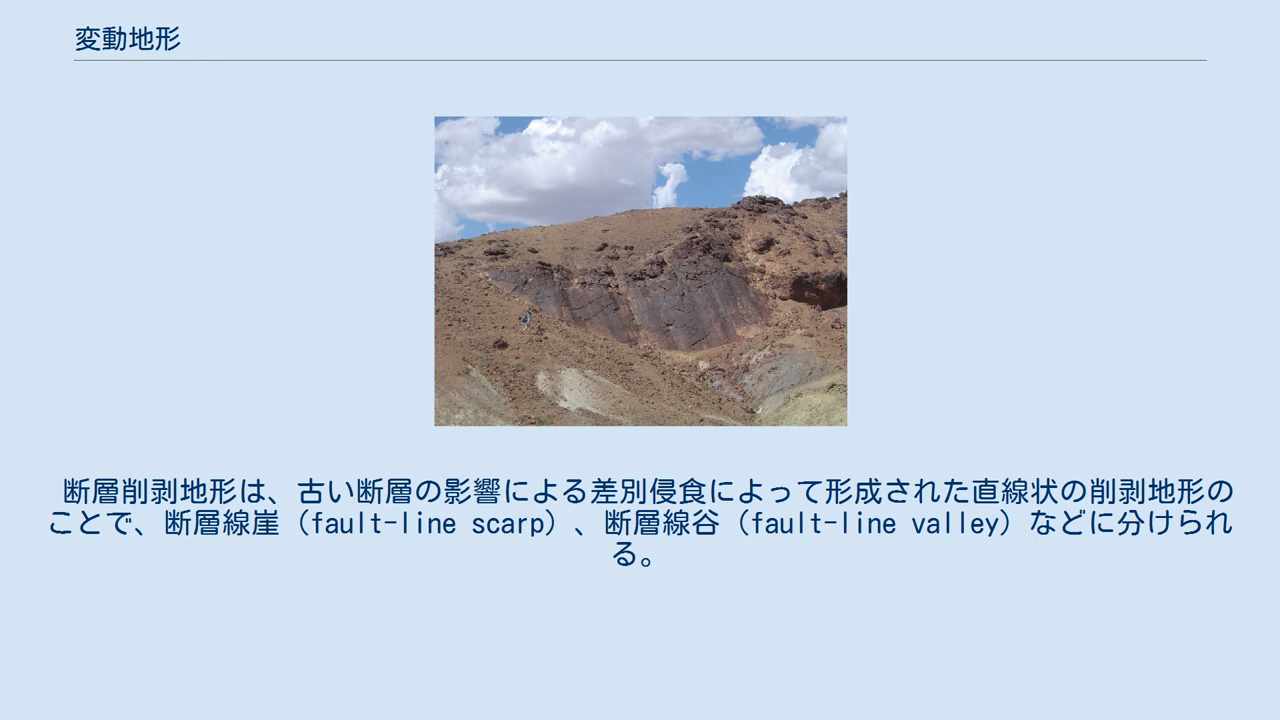 変動地形
断層削剥地形は、古い断層の影響による差別侵食によって形成された直線状の削剥地形の
ことで、断層線崖（fault-line scarp）、断層線谷（fault-line valley）などに分けられ
る。